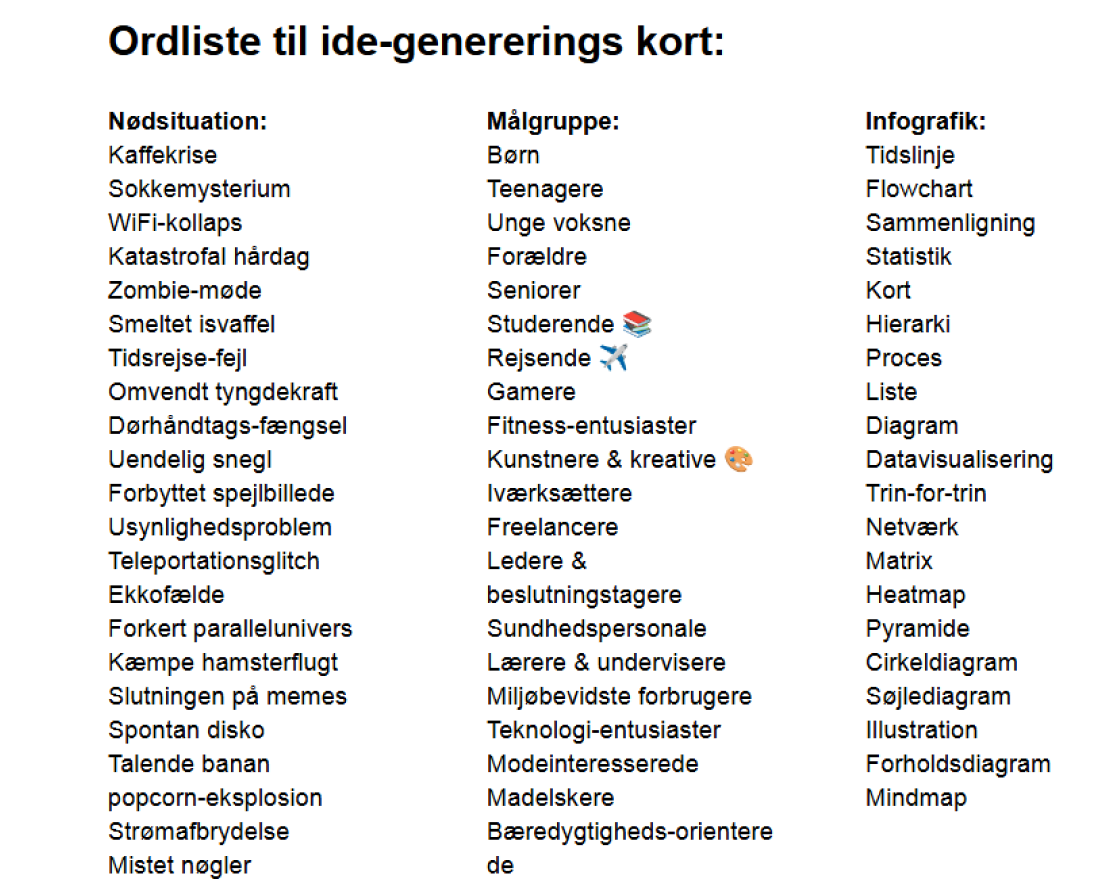 Ordliste til ide-genererings kort:
Nødsituation:
Kaffekrise
Sokkemysterium
WiFi-kollaps
Katastrofal hårdag
Zombie-møde
Smeltet isvaffel
Tidsrejse-fejl
Omvendt tyngdekraft
Dørhåndtags-fængsel
Uendelig snegl
Forbyttet spejlbillede
Usynlighedsproblem
Teleportationsglitch
Ekkofælde
Forkert parallelunivers
Kæmpe hamsterflugt
Slutningen på memes
Spontan disko
Talende banan
popcorn-eksplosion
Strømafbrydelse
Mistet nøgler
Målgruppe:
Børn
Teenagere
Unge voksne
Forældre
Seniorer
Studerende 📚
Rejsende ✈️
Gamere
Fitness-entusiaster
Kunstnere & kreative 🎨
Iværksættere
Freelancere
Ledere &
beslutningstagere
Sundhedspersonale
Lærere & undervisere
Miljøbevidste forbrugere
Teknologi-entusiaster
Modeinteresserede
Madelskere
Bæredygtigheds-orientere
de
Infografik:
Tidslinje
Flowchart
Sammenligning
Statistik
Kort
Hierarki
Proces
Liste
Diagram
Datavisualisering
Trin-for-trin
Netværk
Matrix
Heatmap
Pyramide
Cirkeldiagram
Søjlediagram
Illustration
Forholdsdiagram
Mindmap